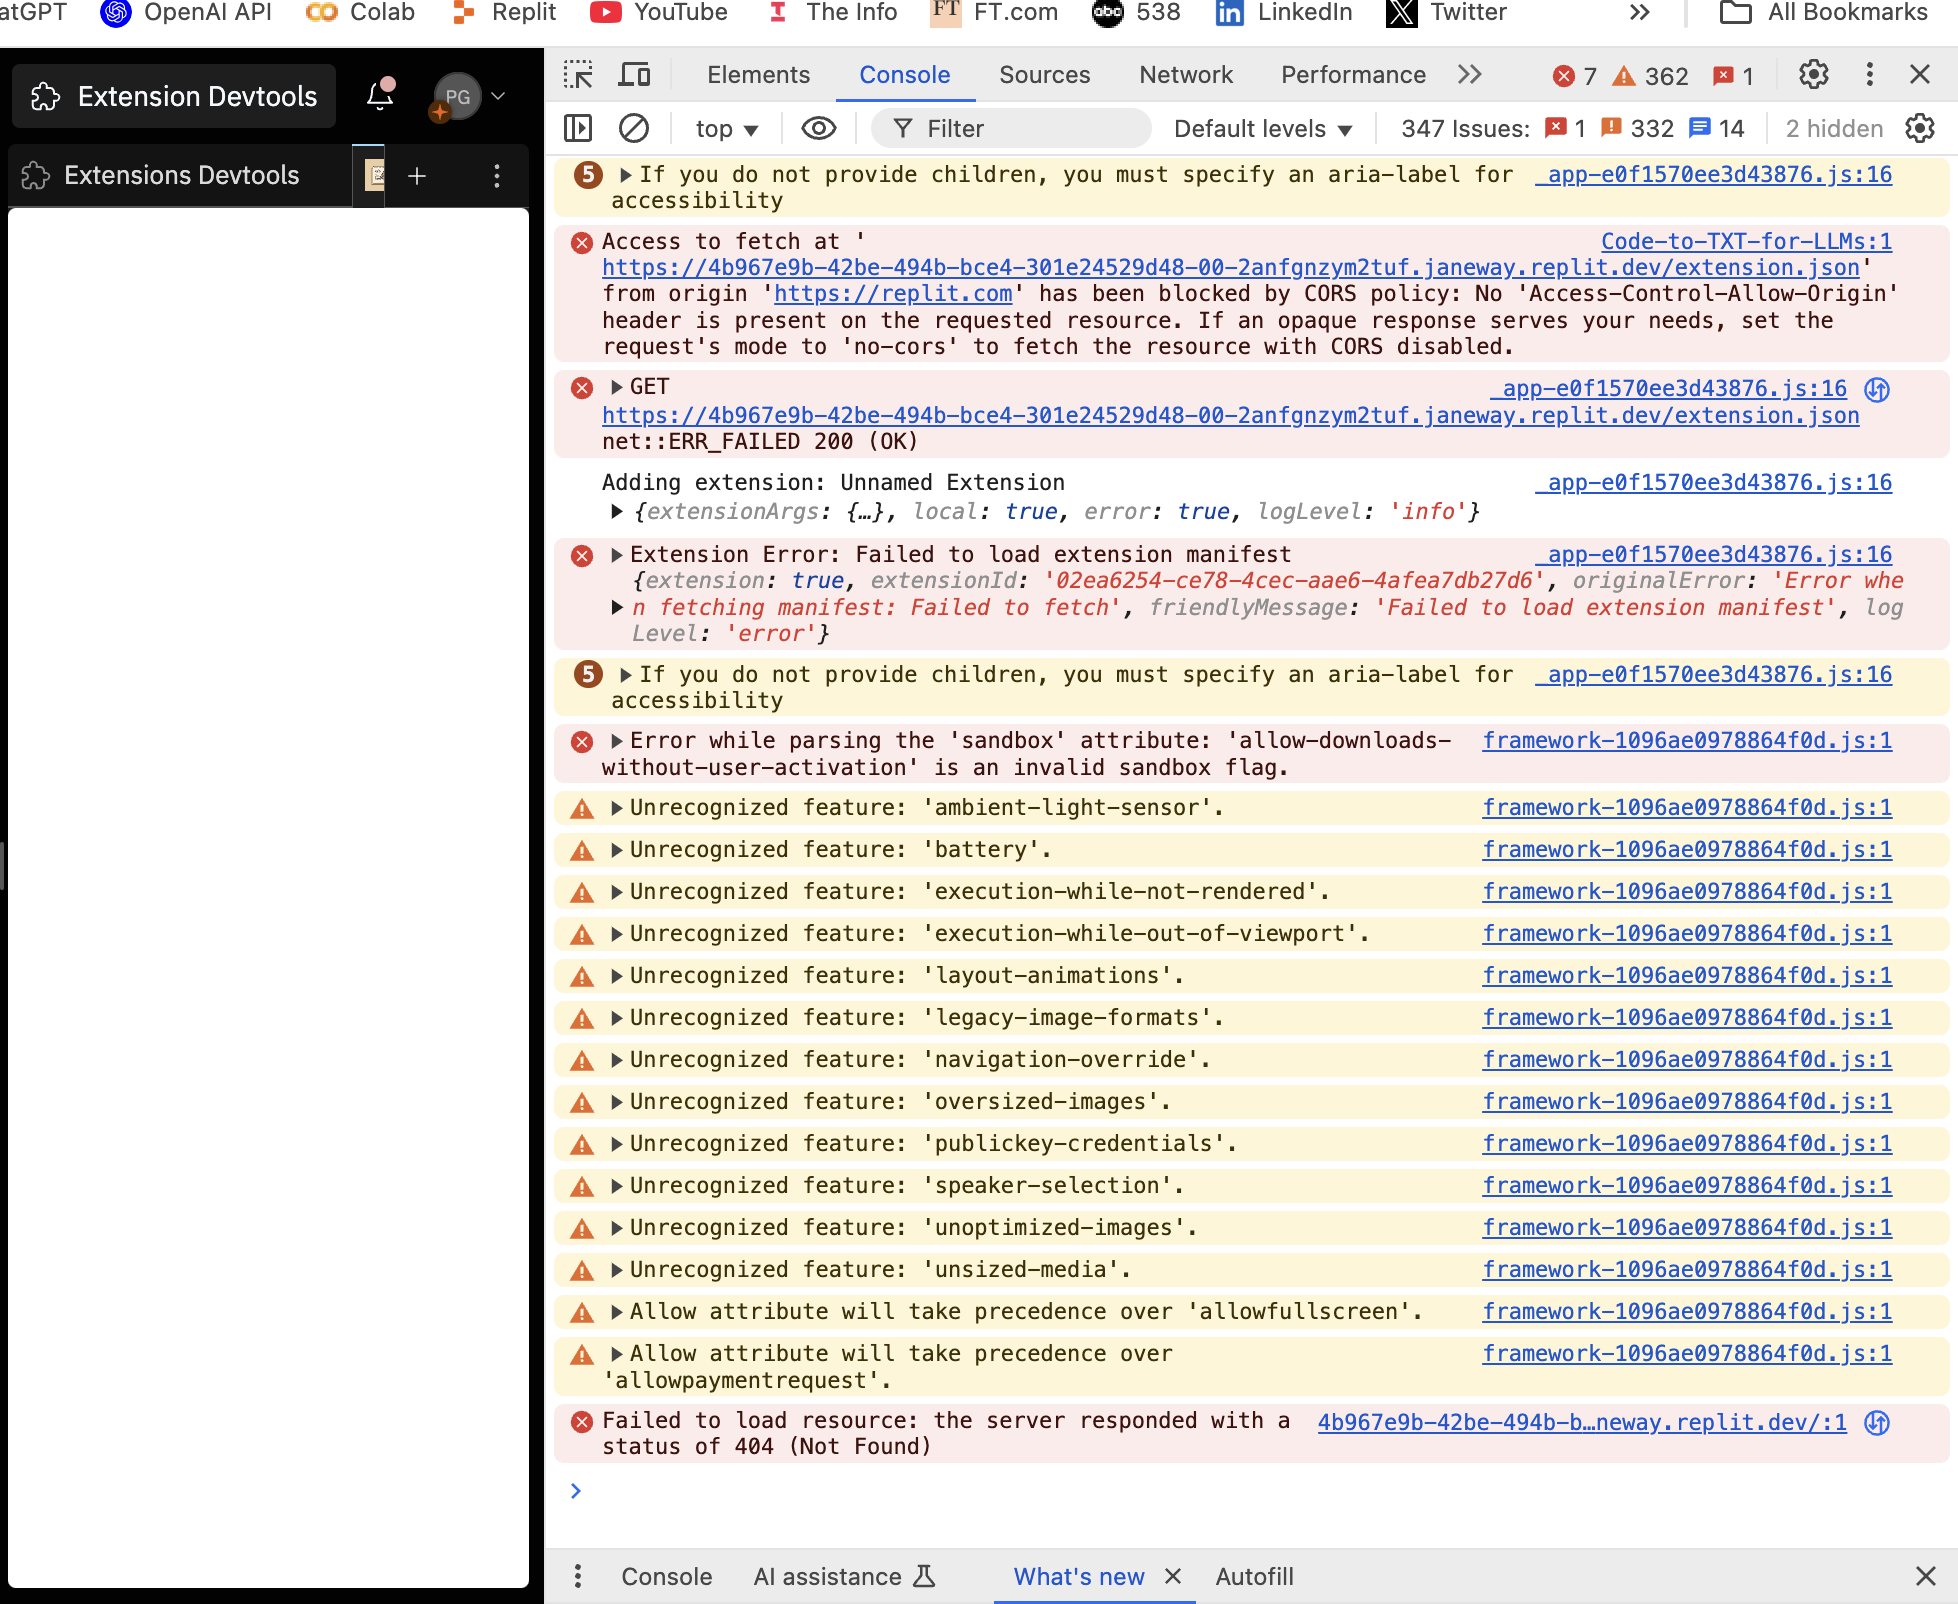 atGPT OpenAI API Colab Replit YouTube The Info FT FT.com abc 538 in LinkedIn X Twitter >> All Bookmarks
Extension Devtools PG
Extensions Devtools +
Elements Console Sources Network Performance >> 7 362 1
top Filter Default levels 347 Issues: 1 332 14 2 hidden
5 If you do not provide children, you must specify an aria-label for _app-e0f1570ee3d43876.js:16
accessibility
Access to fetch at ' Code-to-TXT-for-LLMs:1
https://4b967e9b-42be-494b-bce4-301e24529d48-00-2anfgnzym2tuf.janeway.replit.dev/extension.json'
from origin 'https://replit.com' has been blocked by CORS policy: No 'Access-Control-Allow-Origin'
header is present on the requested resource. If an opaque response serves your needs, set the
request's mode to 'no-cors' to fetch the resource with CORS disabled.
GET _app-e0f1570ee3d43876.js:16
https://4b967e9b-42be-494b-bce4-301e24529d48-00-2anfgnzym2tuf.janeway.replit.dev/extension.json
net::ERR_FAILED 200 (OK)
Adding extension: Unnamed Extension _app-e0f1570ee3d43876.js:16
{extensionArgs: {…}, local: true, error: true, logLevel: 'info'}
Extension Error: Failed to load extension manifest _app-e0f1570ee3d43876.js:16
{extension: true, extensionId: '02ea6254-ce78-4cec-aae6-4afea7db27d6', originalError: 'Error whe
n fetching manifest: Failed to fetch', friendlyMessage: 'Failed to load extension manifest', log
Level: 'error'}
5 If you do not provide children, you must specify an aria-label for _app-e0f1570ee3d43876.js:16
accessibility
Error while parsing the 'sandbox' attribute: 'allow-downloads- framework-1096ae0978864f0d.js:1
without-user-activation' is an invalid sandbox flag.
Unrecognized feature: 'ambient-light-sensor'. framework-1096ae0978864f0d.js:1
Unrecognized feature: 'battery'. framework-1096ae0978864f0d.js:1
Unrecognized feature: 'execution-while-not-rendered'. framework-1096ae0978864f0d.js:1
Unrecognized feature: 'execution-while-out-of-viewport'. framework-1096ae0978864f0d.js:1
Unrecognized feature: 'layout-animations'. framework-1096ae0978864f0d.js:1
Unrecognized feature: 'legacy-image-formats'. framework-1096ae0978864f0d.js:1
Unrecognized feature: 'navigation-override'. framework-1096ae0978864f0d.js:1
Unrecognized feature: 'oversized-images'. framework-1096ae0978864f0d.js:1
Unrecognized feature: 'publickey-credentials'. framework-1096ae0978864f0d.js:1
Unrecognized feature: 'speaker-selection'. framework-1096ae0978864f0d.js:1
Unrecognized feature: 'unoptimized-images'. framework-1096ae0978864f0d.js:1
Unrecognized feature: 'unsized-media'. framework-1096ae0978864f0d.js:1
Allow attribute will take precedence over 'allowfullscreen'. framework-1096ae0978864f0d.js:1
Allow attribute will take precedence over framework-1096ae0978864f0d.js:1
'allowpaymentrequest'.
Failed to load resource: the server responded with a 4b967e9b-42be-494b-b…neway.replit.dev/:1
status of 404 (Not Found)
>
Console AI assistance What's new Autofill